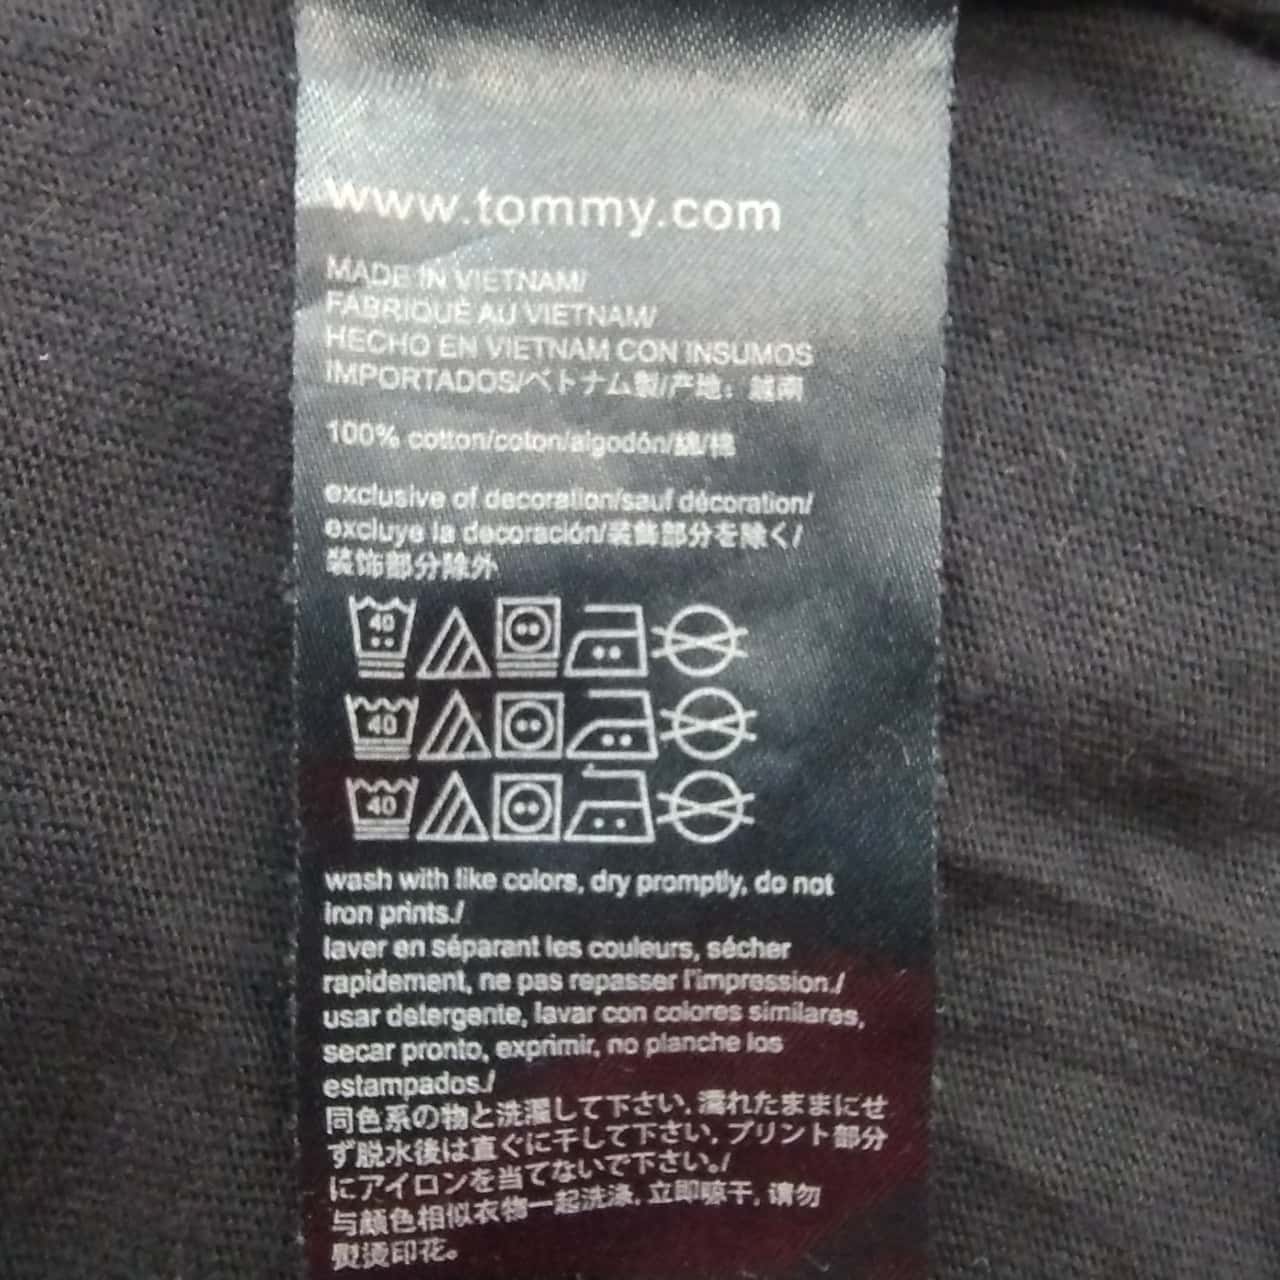 www.tommy.com
MADE IN VIETNAM/
FABRIQUÉ AU VIETNAM/
HECHO EN VIETNAM CON INSUMOS
IMPORTADOS/ベトナム製/产地：越南
100% cotton/coton/algodón/綿/棉
exclusive of decoration/sauf décoration/
excluye la decoración/装飾部分を除く/
装饰部分除外
40
40
40
wash with like colors, dry promptly, do not
iron prints./
laver en séparant les couleurs, sécher
rapidement, ne pas repasser l'impression./
usar detergente, lavar con colores similares,
secar pronto, exprimir, no planche los
estampados./
同色系の物と洗濯して下さい. 濡れたままにせ
ず脱水後は直ぐに干して下さい. プリント部分
にアイロンを当てないで下さい./
与颜色相似衣物一起洗涤, 立即晾干, 请勿
熨烫印花。